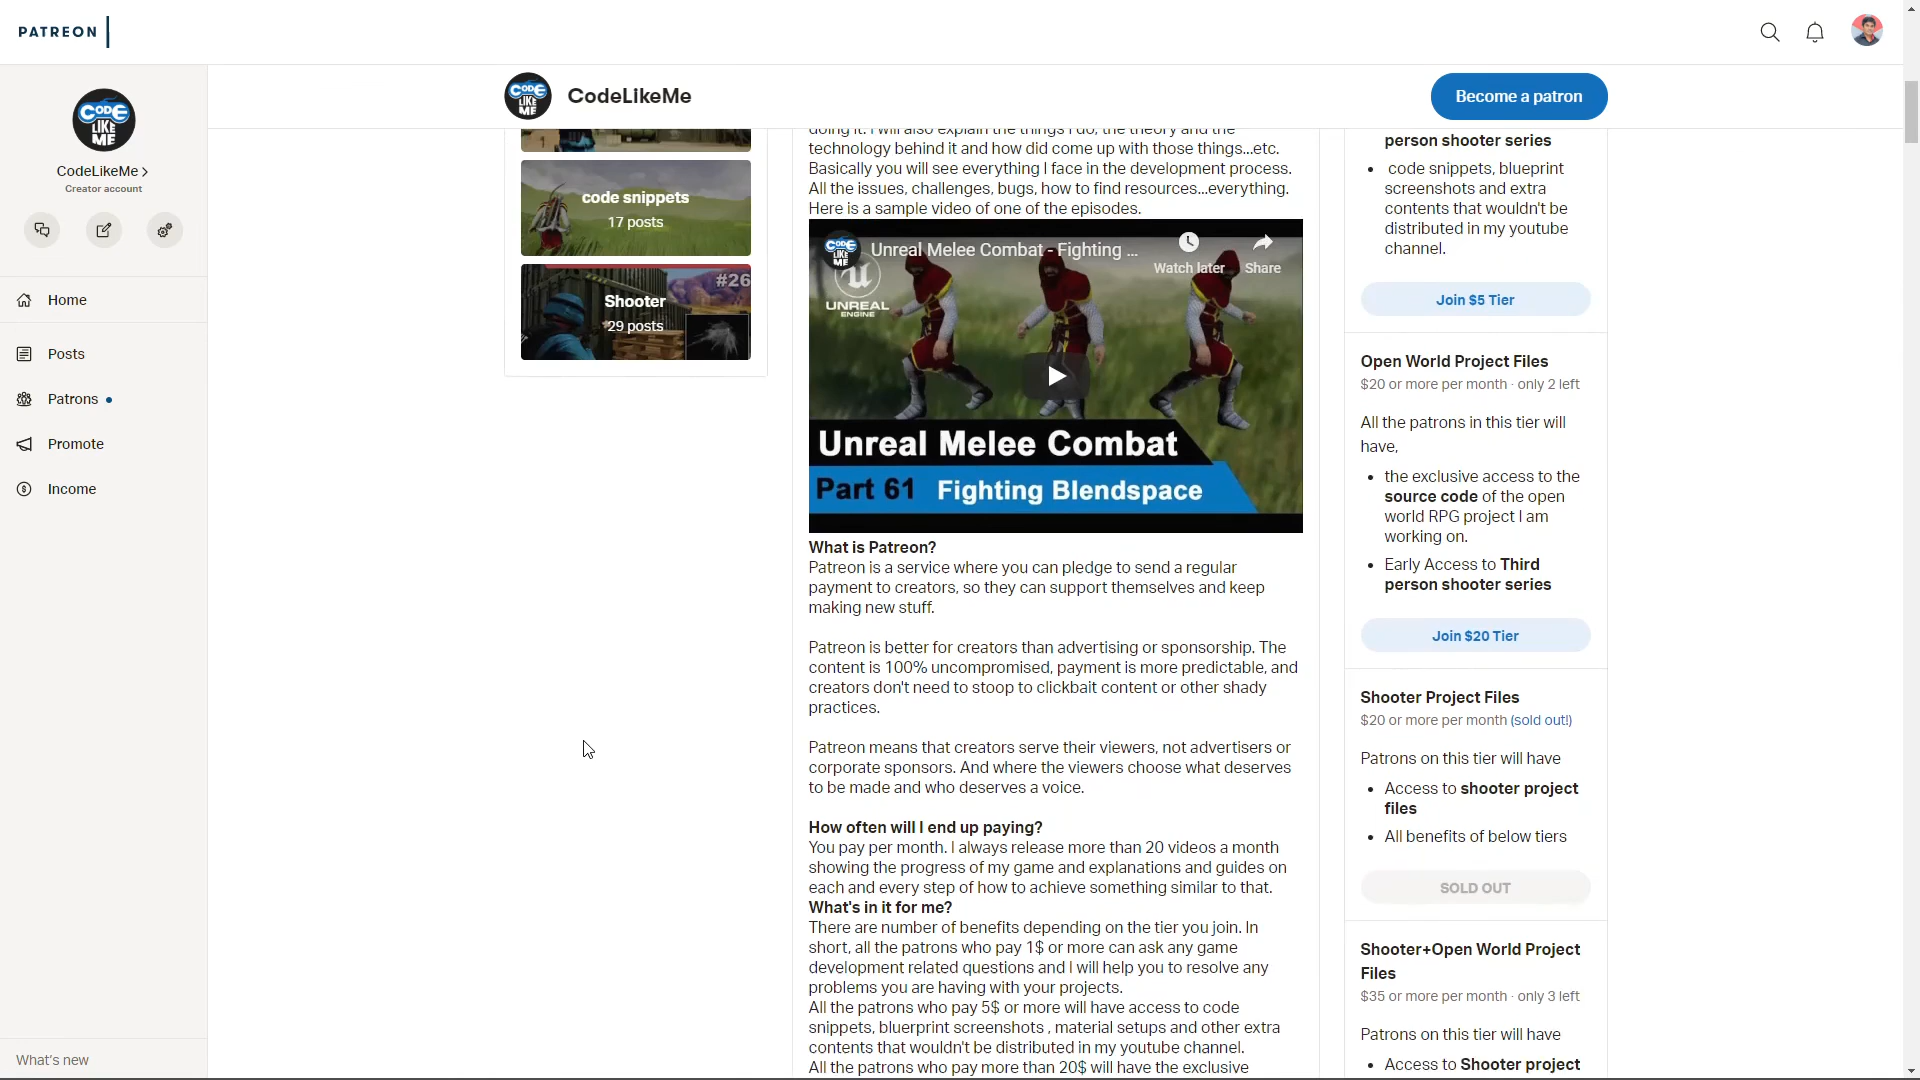 PATREON
CodeLikeMe
Become a patron
CODE
LIKE
ME
CodeLikeMe
Creator account
Home
Posts
Patrons
Promote
Income
What's new
code snippets
17 posts
#26
Shooter
29 posts
doing it. I will also explain the things I do, the theory and the
technology behind it and how did come up with those things...etc.
Basically you will see everything I face in the development process.
All the issues, challenges, bugs, how to find resources...everything.
Here is a sample video of one of the episodes.
Unreal Melee Combat - Fighting ...
Watch later
Share
UNREAL
ENGINE
Unreal Melee Combat
Part 61 Fighting Blendspace
What is Patreon?
Patreon is a service where you can pledge to send a regular
payment to creators, so they can support themselves and keep
making new stuff.
Patreon is better for creators than advertising or sponsorship. The
content is 100% uncompromised, payment is more predictable, and
creators don't need to stoop to clickbait content or other shady
practices.
Patreon means that creators serve their viewers, not advertisers or
corporate sponsors. And where the viewers choose what deserves
to be made and who deserves a voice.
How often will I end up paying?
You pay per month. I always release more than 20 videos a month
showing the progress of my game and explanations and guides on
each and every step of how to achieve something similar to that.
What's in it for me?
There are number of benefits depending on the tier you join. In
short, all the patrons who pay 1$ or more can ask any game
development related questions and I will help you to resolve any
problems you are having with your projects.
All the patrons who pay 5$ or more will have access to code
snippets, blueprint screenshots , material setups and other extra
contents that wouldn't be distributed in my youtube channel.
All the patrons who pay more than 20$ will have the exclusive
person shooter series
code snippets, blueprint
screenshots and extra
contents that wouldn't be
distributed in my youtube
channel.
Join $5 Tier
Open World Project Files
$20 or more per month · only 2 left
All the patrons in this tier will
have,
the exclusive access to the
source code of the open
world RPG project I am
working on.
Early Access to Third
person shooter series
Join $20 Tier
Shooter Project Files
$20 or more per month (sold out!)
Patrons on this tier will have
Access to shooter project
files
All benefits of below tiers
SOLD OUT
Shooter+Open World Project
Files
$35 or more per month · only 3 left
Patrons on this tier will have
Access to Shooter project